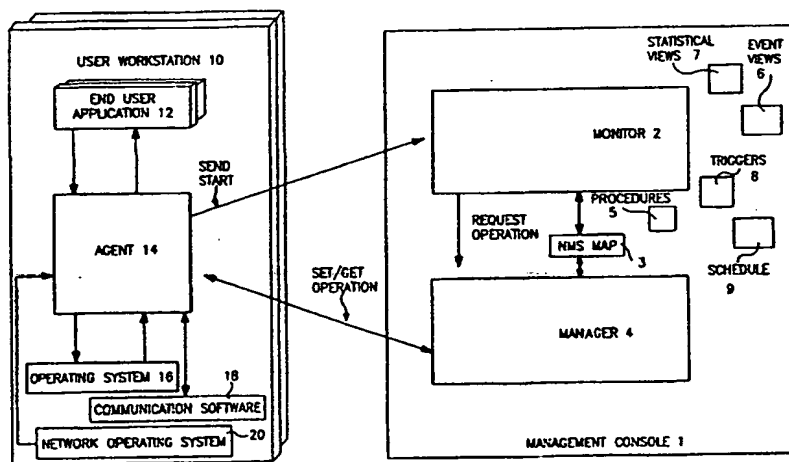 USER WORKSTATION 10
END USER
APPLICATION 12
SEND
START
AGENT 14
SET/GET
OPERATION
OPERATING SYSTEM 16
18
COMMUNICATION SOFTWARE
NETWORK OPERATING SYSTEM
20
STATISTICAL
VIEWS 7
EVENT
VIEWS
6
MONITOR 2
TRIGGERS
8
PROCEDURES
5
REQUEST
OPERATION
NMS MAP
3
SCHEDULE
9
MANAGER 4
MANAGEMENT CONSOLE 1